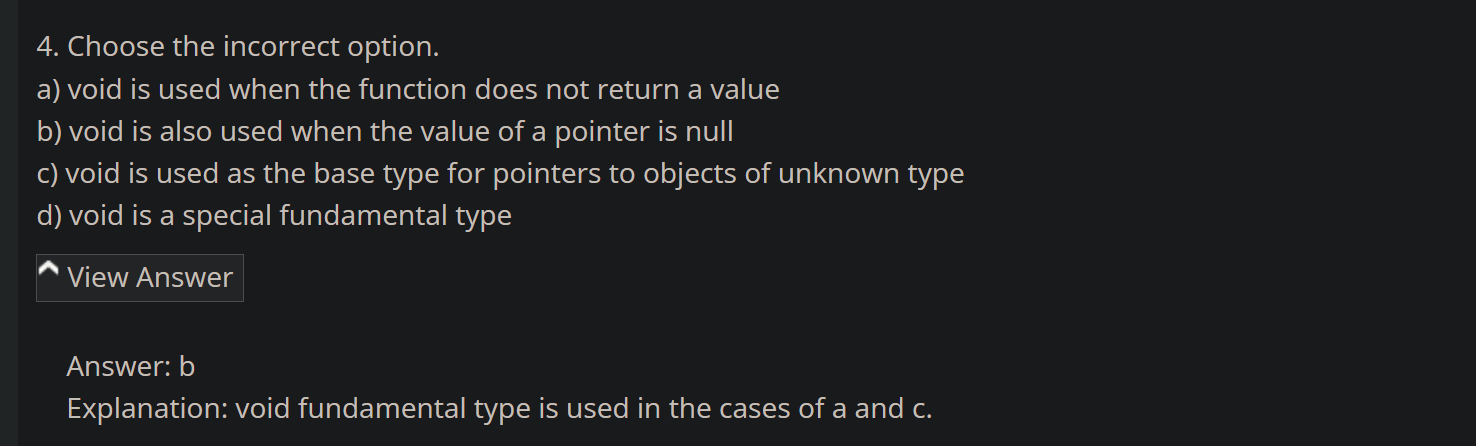 4. Choose the incorrect option.
a) void is used when the function does not return a value
b) void is also used when the value of a pointer is null
c) void is used as the base type for pointers to objects of unknown type
d) void is a special fundamental type
View Answer
Answer: b
Explanation: void fundamental type is used in the cases of a and c.